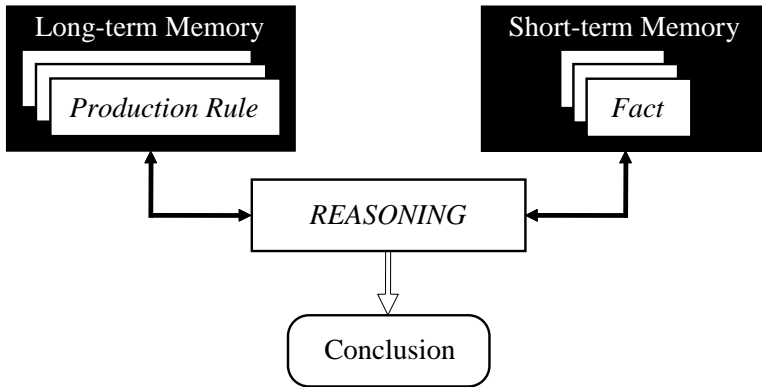 Long-term Memory
Production Rule
Short-term Memory
Fact
REASONING
Conclusion